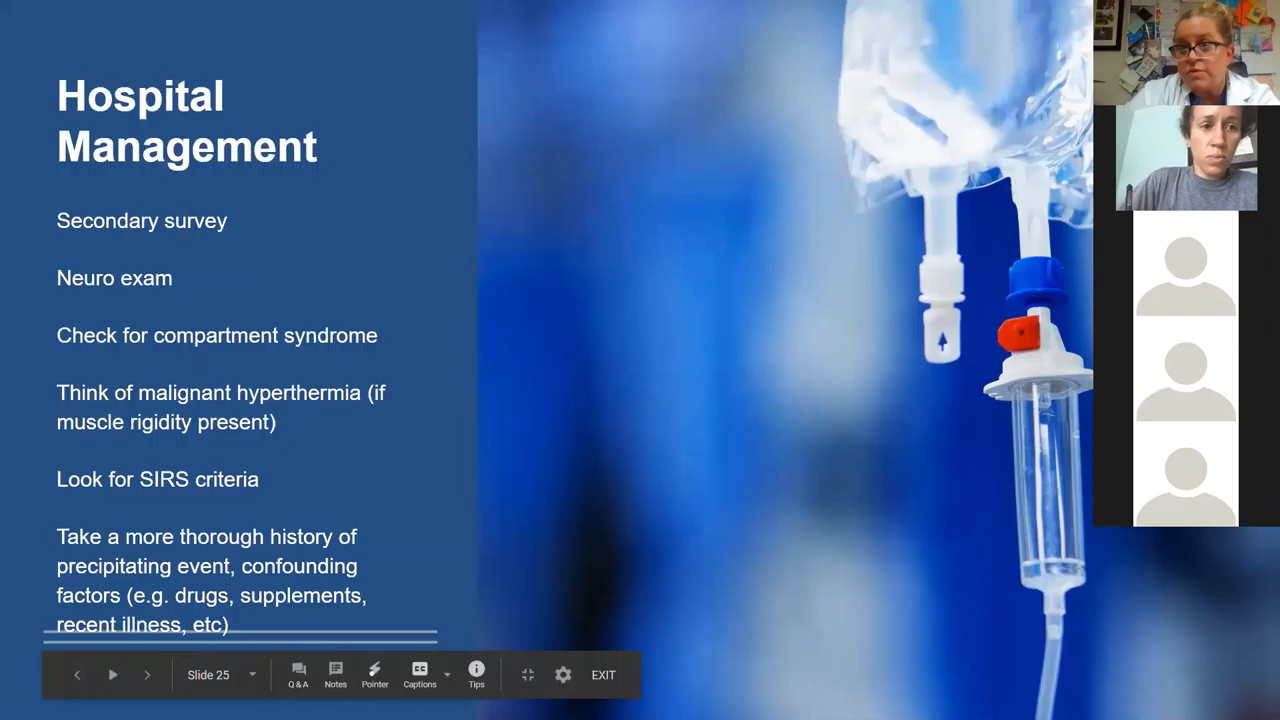 Hospital
Management
Secondary survey
Neuro exam
Check for compartment syndrome
Think of malignant hyperthermia (if
muscle rigidity present)
Look for SIRS criteria
Take a more thorough history of
precipitating event, confounding
factors (e.g. drugs, supplements,
recent illness, etc)
Slide 25
Q & A
Notes
Pointer
CC
Captions
Tips
EXIT